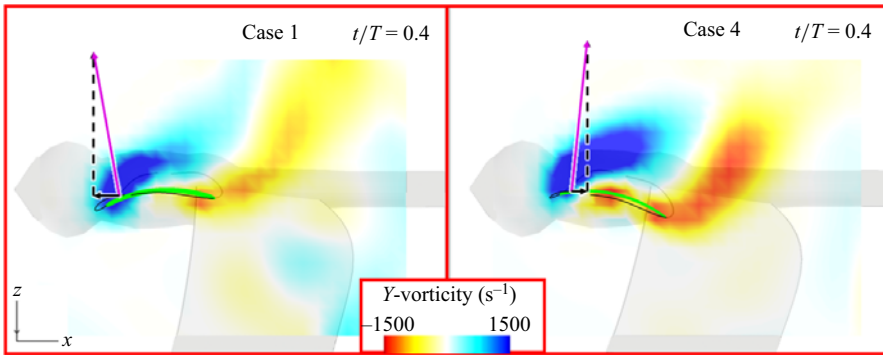 Case 1 t/T = 0.4
Case 4 t/T = 0.4
Y-vorticity (s⁻¹)
–1500 1500
z
x